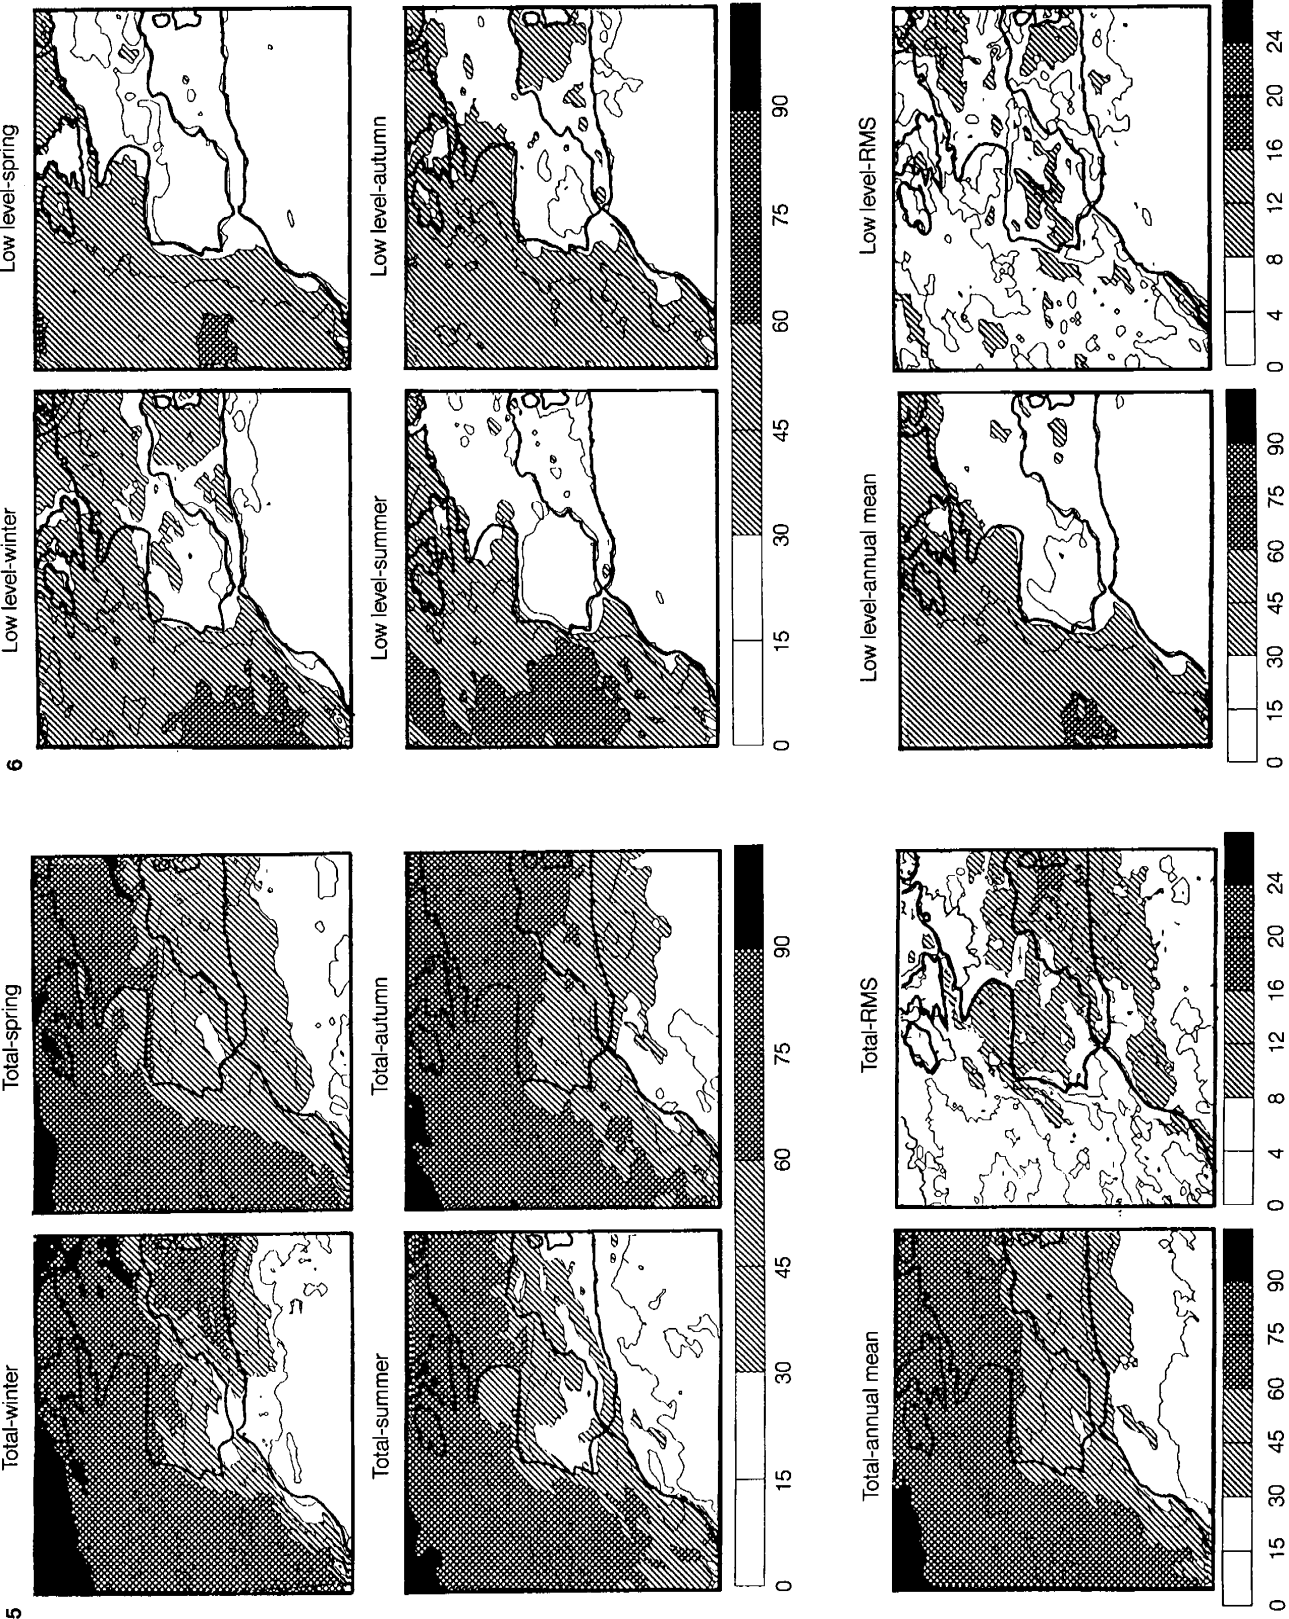 5
Total-winter
Total-spring
Total-summer
Total-autumn
0 15 30 45 60 75 90
Total-annual mean
Total-RMS
0 15 30 45 60 75 90
0 4 8 12 16 20 24
6
Low level-winter
Low level-spring
Low level-summer
Low level-autumn
0 15 30 45 60 75 90
Low level-annual mean
Low level-RMS
0 15 30 45 60 75 90
0 4 8 12 16 20 24